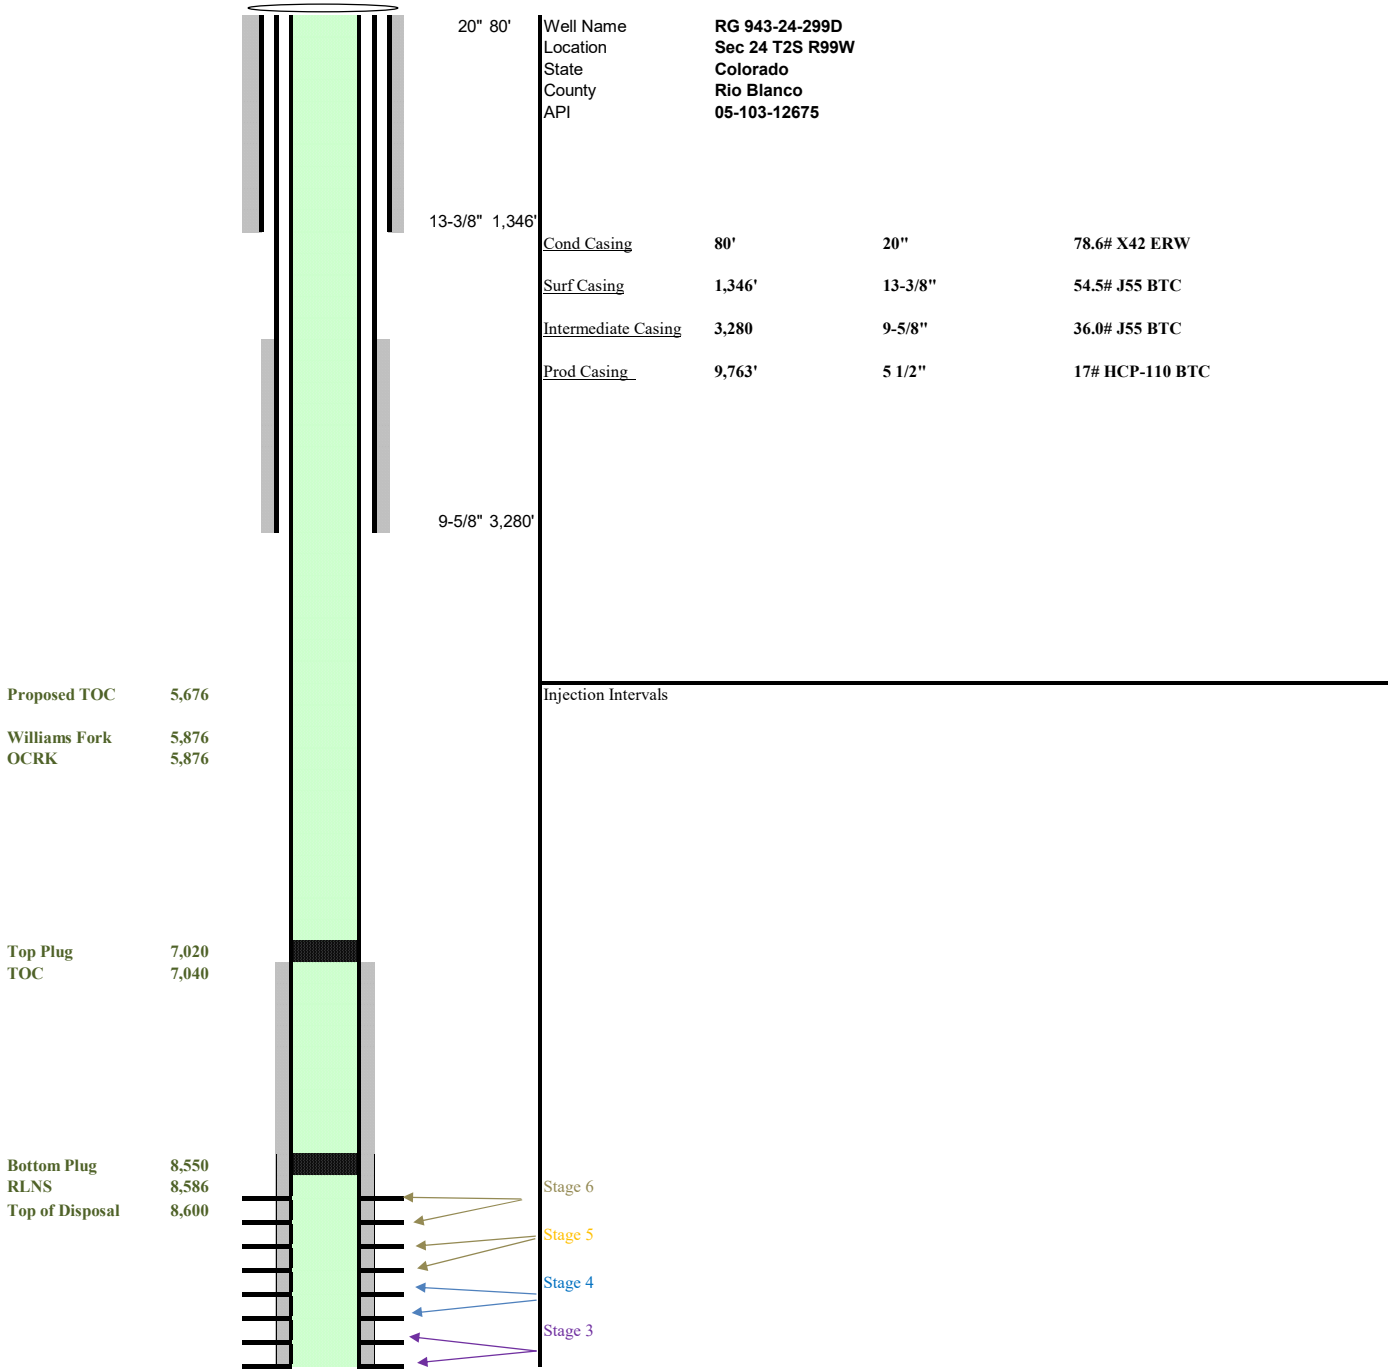 20" 80' Well Name RG 943-24-299D
Location Sec 24 T2S R99W
State Colorado
County Rio Blanco
API 05-103-12675
13-3/8" 1,346'
Cond Casing 80' 20" 78.6# X42 ERW
Surf Casing 1,346' 13-3/8" 54.5# J55 BTC
Intermediate Casing 3,280 9-5/8" 36.0# J55 BTC
Prod Casing 9,763' 5 1/2" 17# HCP-110 BTC
9-5/8" 3,280'
Proposed TOC 5,676 Injection Intervals
Williams Fork 5,876
OCRK 5,876
Top Plug 7,020
TOC 7,040
Bottom Plug 8,550
RLNS 8,586 Stage 6
Top of Disposal 8,600
Stage 5
Stage 4
Stage 3